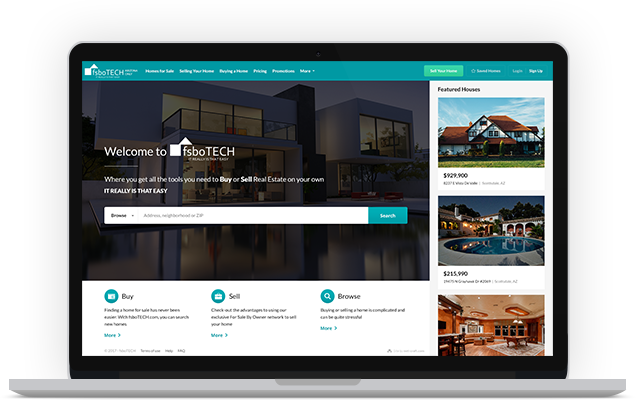 fsboTECH
Homes for Sale Selling Your Home Buying a Home Pricing Promotions More
Sell Your Home Saved Homes Login Sign Up
Welcome to fsboTECH
IT REALLY IS THAT EASY
Where you get all the tools you need to Buy or Sell Real Estate on your own
IT REALLY IS THAT EASY
Browse Address, neighborhood or ZIP Search
Featured Houses
$929,900
Scottsdale, AZ
$215,990
Scottsdale, AZ
Buy
Finding a home for sale has never been
easier. With fsboTECH.com, you can search
new homes
More
Sell
Check out the advantages to using our
exclusive For Sale By Owner network to sell
your home
More
Browse
Buying or selling a home is complicated and
can be quite stressful
More
Terms of use Help FAQ